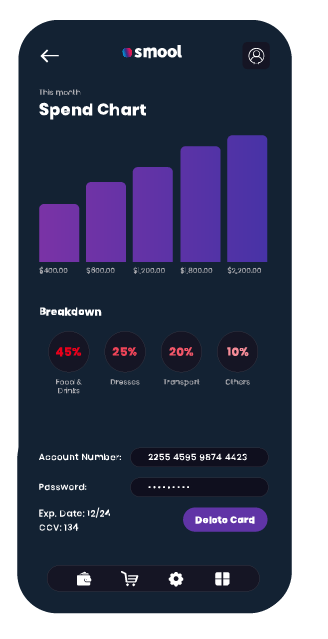 smool
This month
Spend Chart
$400.00 $800.00 $1,200.00 $1,800.00 $2,200.00
Breakdown
45% 25% 20% 10%
Food & Drinks Dresses Transport Others
Account Number: 2255 4595 9874 4423
Password: •••••••••
Exp. Date: 12/24
CCV: 134
Delete Card